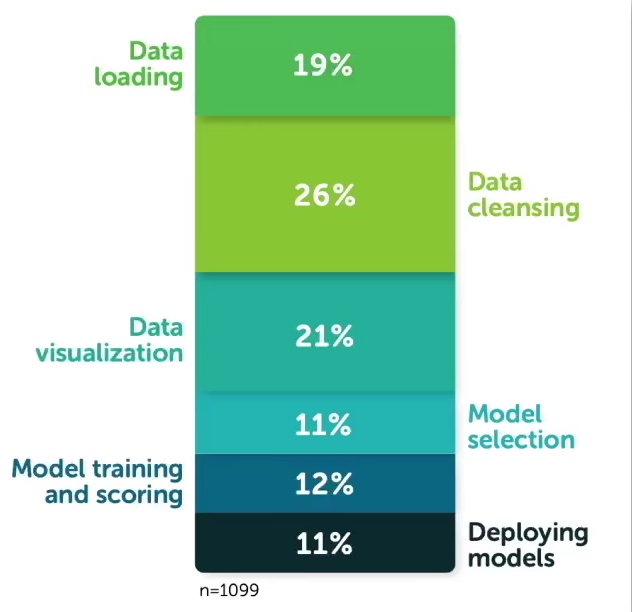 Data
loading
19%
26%
Data
cleansing
Data
visualization
21%
11%
Model
selection
Model training
and scoring
12%
11%
Deploying
models
n=1099